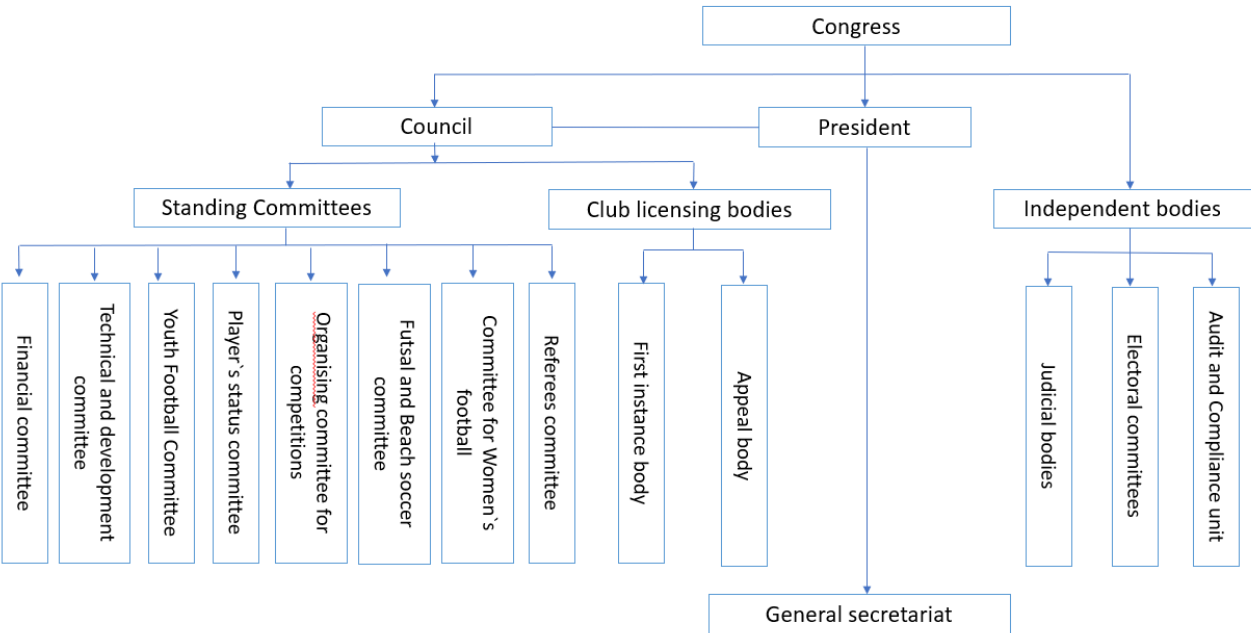 Congress
Council
President
Standing Committees
Club licensing bodies
Independent bodies
Financial committee
Technical and development
committee
Youth Football Committee
Player`s status committee
Organising committee for
competitions
Futsal and Beach soccer
committee
Committee for Women`s
football
Referees committee
First instance body
Appeal body
Judicial bodies
Electoral committees
Audit and Compliance unit
General secretariat